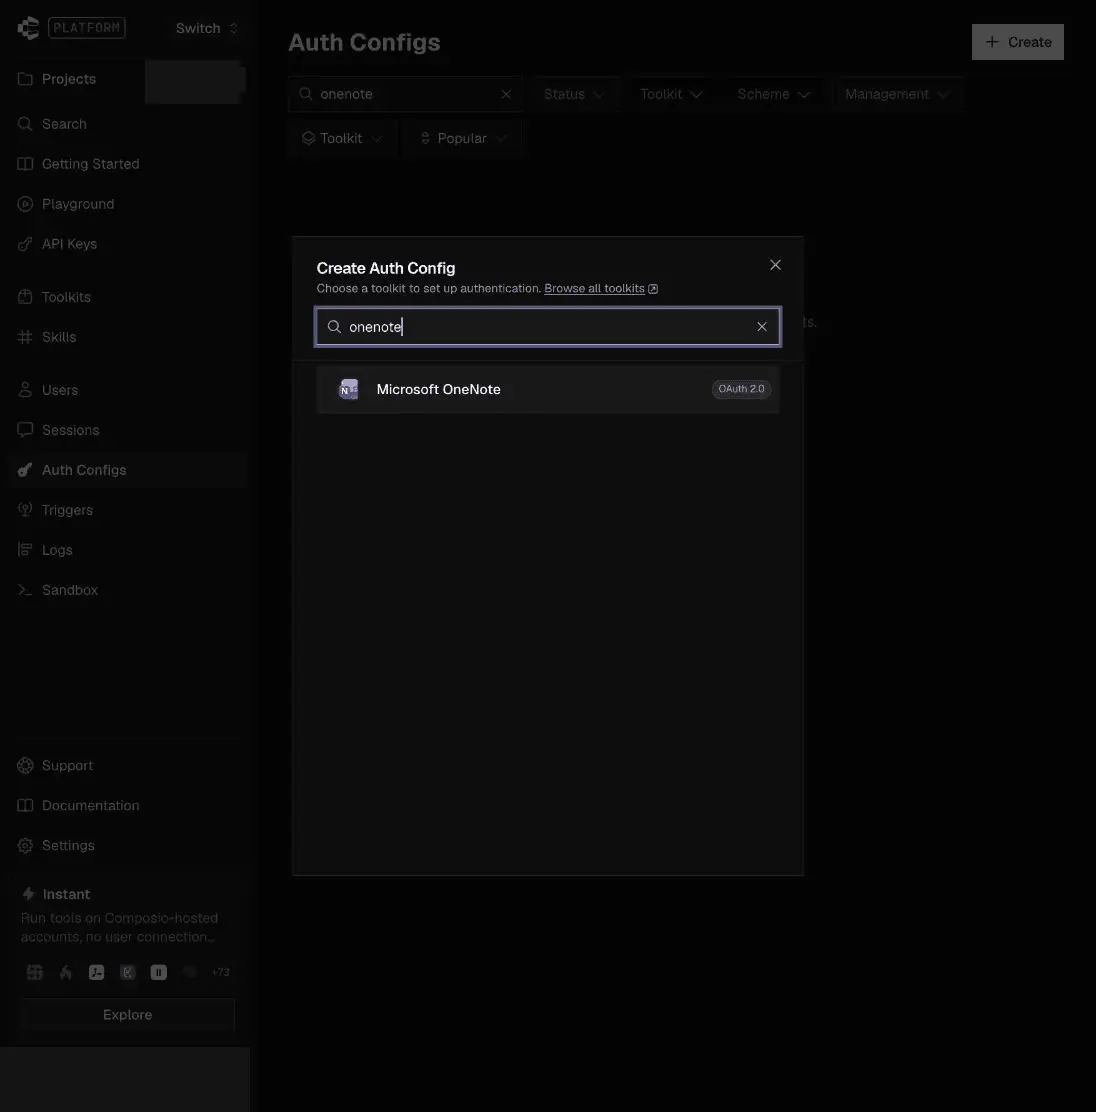 PLATFORM
Switch
Projects
Search
Getting Started
Playground
API Keys
Toolkits
Skills
Users
Sessions
Auth Configs
Triggers
Logs
Sandbox
Support
Documentation
Settings
Instant
Run tools on Composio-hosted
accounts, no user connection...
+73
Explore
Auth Configs
Create
onenote
Status
Toolkit
Scheme
Management
Toolkit
Popular
Create Auth Config
Choose a toolkit to set up authentication. Browse all toolkits
onenote
N
Microsoft OneNote
OAuth 2.0